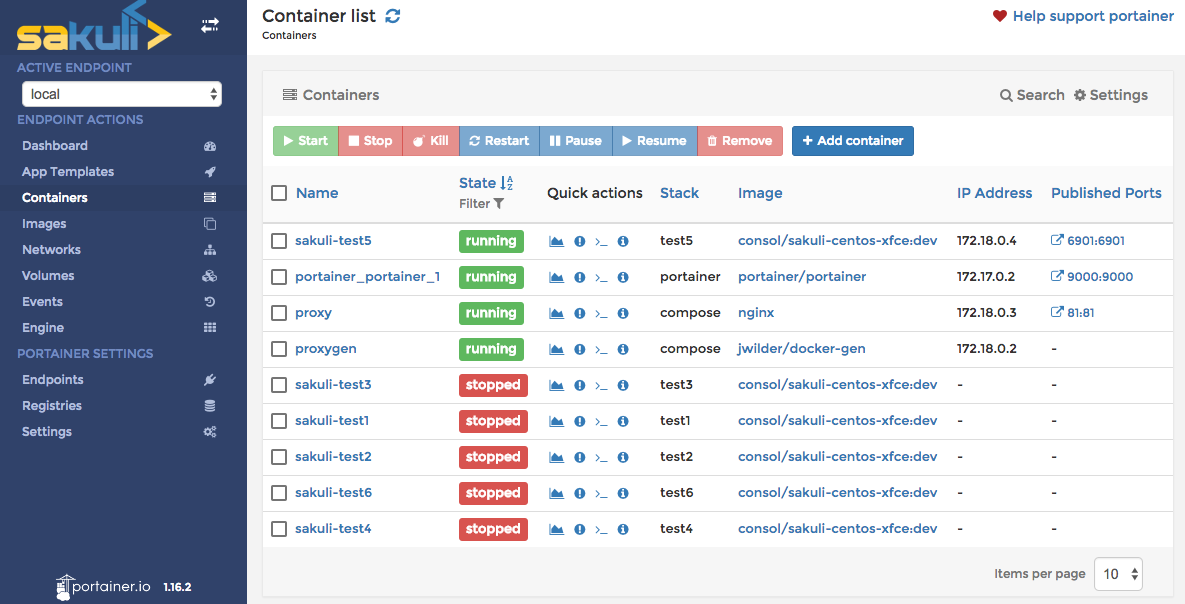 sakuli
ACTIVE ENDPOINT
local
ENDPOINT ACTIONS
Dashboard
App Templates
Containers
Images
Networks
Volumes
Events
Engine
PORTAINER SETTINGS
Endpoints
Registries
Settings
portainer.io 1.16.2
Container list
Containers
Help support portainer
Containers
Search Settings
Start Stop Kill Restart Pause Resume Remove + Add container
Name State Filter Quick actions Stack Image IP Address Published Ports
sakuli-test5 running test5 consol/sakuli-centos-xfce:dev 172.18.0.4 6901:6901
portainer_portainer_1 running portainer portainer/portainer 172.17.0.2 9000:9000
proxy running compose nginx 172.18.0.3 81:81
proxygen running compose jwilder/docker-gen 172.18.0.2 -
sakuli-test3 stopped test3 consol/sakuli-centos-xfce:dev - -
sakuli-test1 stopped test1 consol/sakuli-centos-xfce:dev - -
sakuli-test2 stopped test2 consol/sakuli-centos-xfce:dev - -
sakuli-test6 stopped test6 consol/sakuli-centos-xfce:dev - -
sakuli-test4 stopped test4 consol/sakuli-centos-xfce:dev - -
Items per page 10